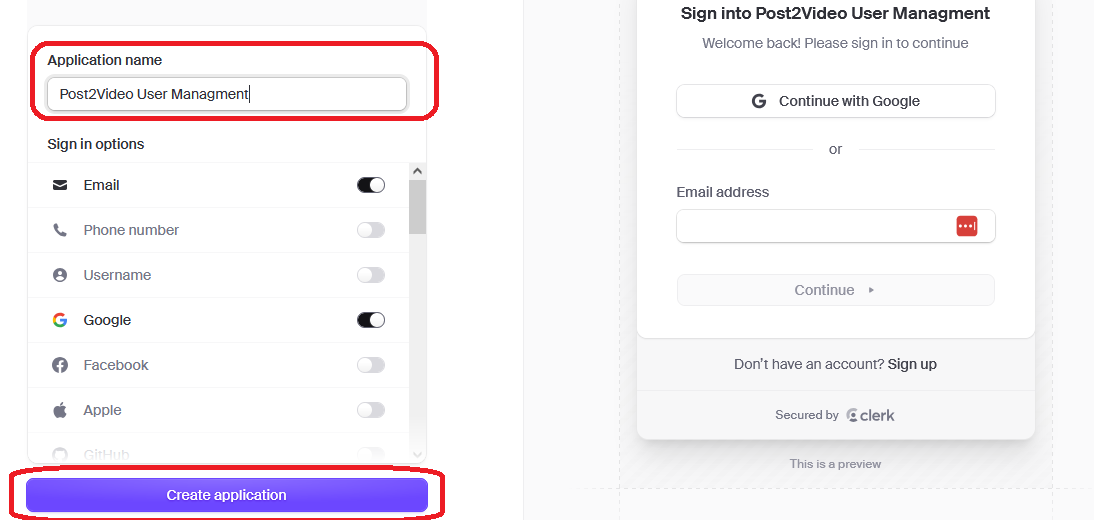 Application name
Post2Video User Managment
Sign in options
Email
Phone number
Username
Google
Facebook
Apple
GitHub
Create application
Sign into Post2Video User Managment
Welcome back! Please sign in to continue
Continue with Google
or
Email address
Continue
Don’t have an account? Sign up
Secured by clerk
This is a preview